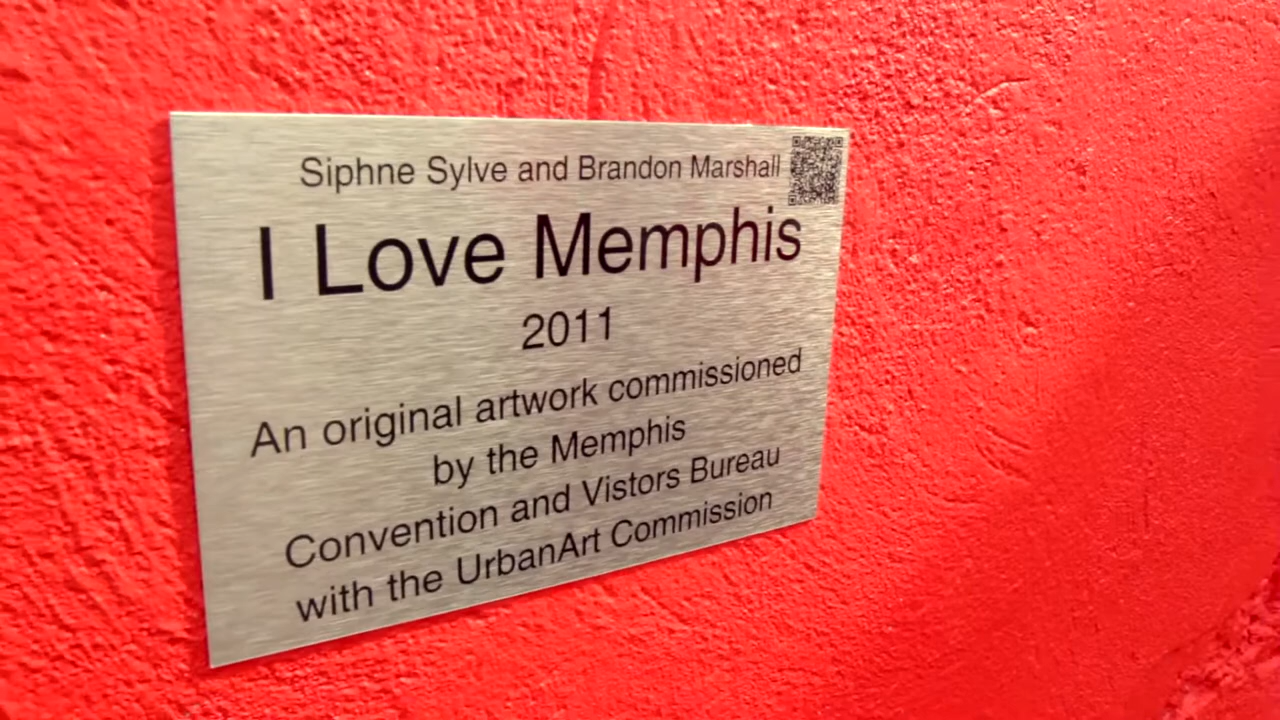 Siphne Sylve and Brandon Marshall
I Love Memphis
2011
An original artwork commissioned
by the Memphis
Convention and Vistors Bureau
with the UrbanArt Commission